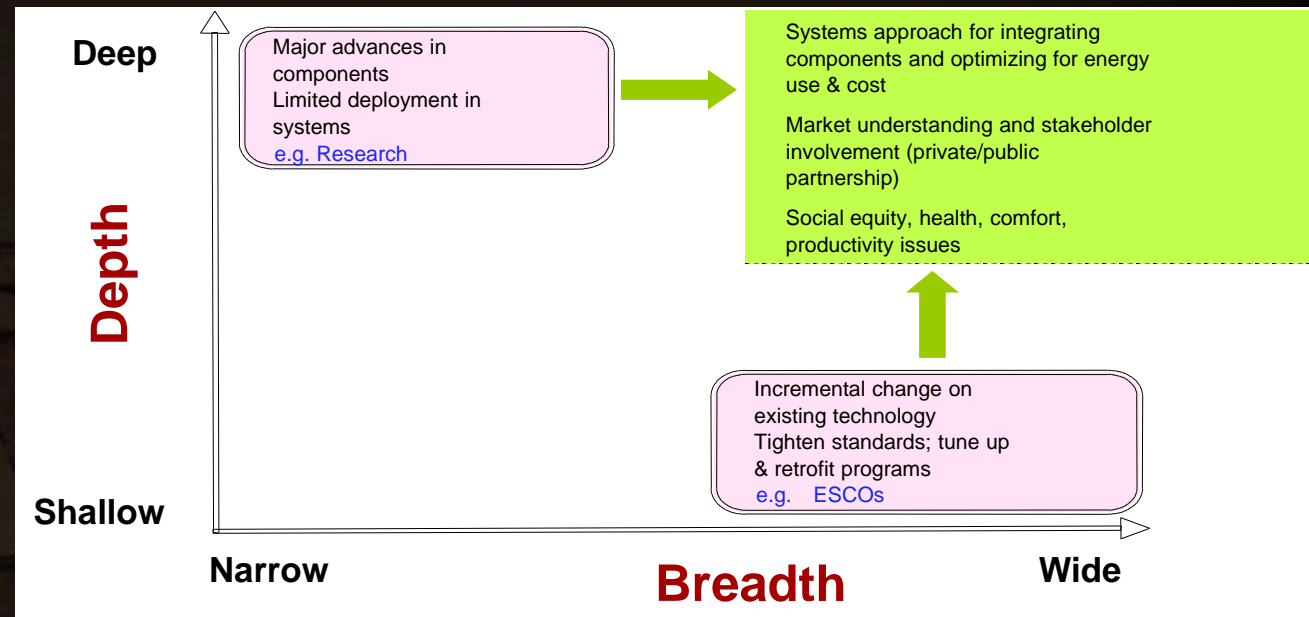 Deep
Major advances in
components
Limited deployment in
systems
e.g. Research
Systems approach for integrating
components and optimizing for energy
use & cost
Market understanding and stakeholder
involvement (private/public
partnership)
Social equity, health, comfort,
productivity issues
Depth
Incremental change on
existing technology
Tighten standards; tune up
& retrofit programs
e.g. ESCOs
Shallow
Narrow
Breadth
Wide